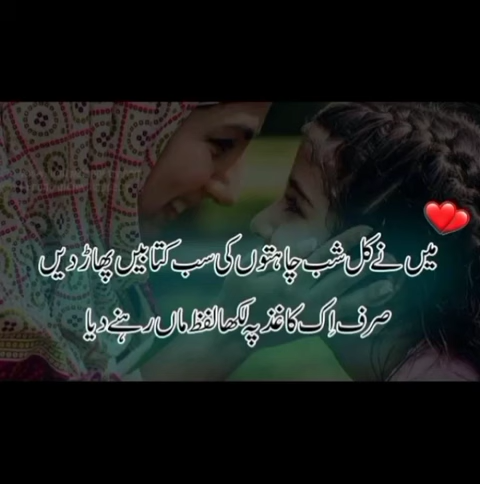 میں نے کل شب چاہتوں کی سب کتابیں پھاڑ دیں
صرف اِک کاغذ پہ لکھا لفظ ماں رہنے دیا